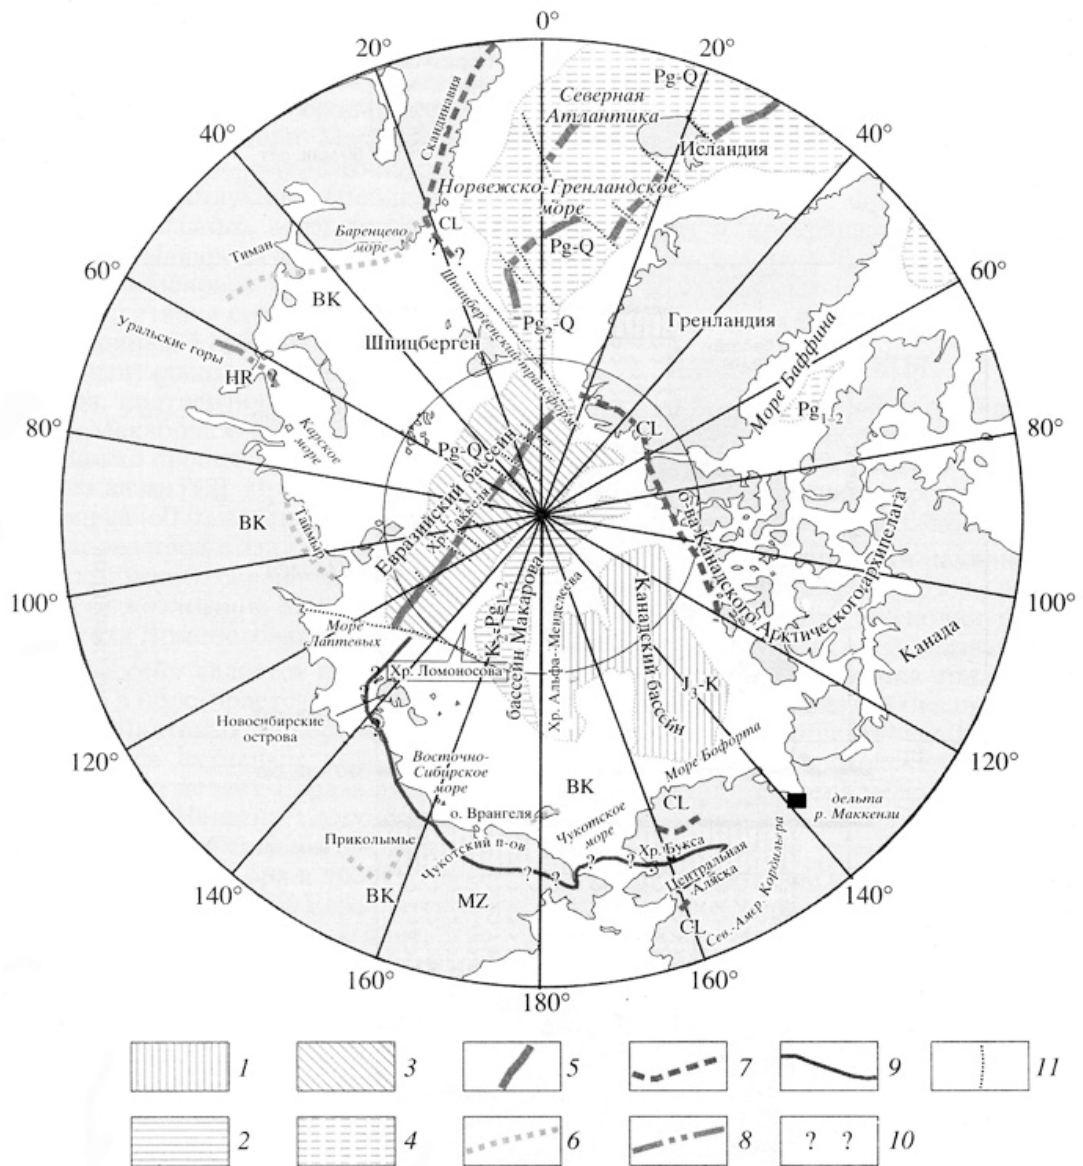 0°
20°
20°
40°
40°
60°
60°
80°
80°
100°
100°
120°
120°
140°
140°
160°
160°
180°
Pg-Q
Северная
Атлантика
Скандинавия
Исландия
Норвежско-Гренландское
море
CL
? ?
Pg-Q
Баренцево
море
Тиман
BK
Шпицбергенский трансформ
Pg2-Q
Гренландия
Уральские горы
Шпицберген
HR
?
Море Баффина
Pg1-2
CL
Карское
море
Pg-Q
Евразийский бассейн
Хр. Гаккеля
BK
Таймыр
о-ва Канадского
Арктического архипелага
Канада
Море
Лаптевых
K2-Pg1-2
бассейн Макарова
Хр. Альфа–Менделеева
Канадский бассейн
J3-K
Хр. Ломоносова
?
?
Новосибирские
острова
Восточно-
Сибирское
море
BK
Море Бофорта
CL
дельта
р. Маккензи
о. Врангеля
Чукотское
море
Приколымье
Чукотский п-ов
? ? ? ?
Хр. Букса
Центральная
Аляска
BK
MZ
CL
Сев.-Амер. Кордильера
1
3
5
7
9
11
2
4
6
8
? ?
10